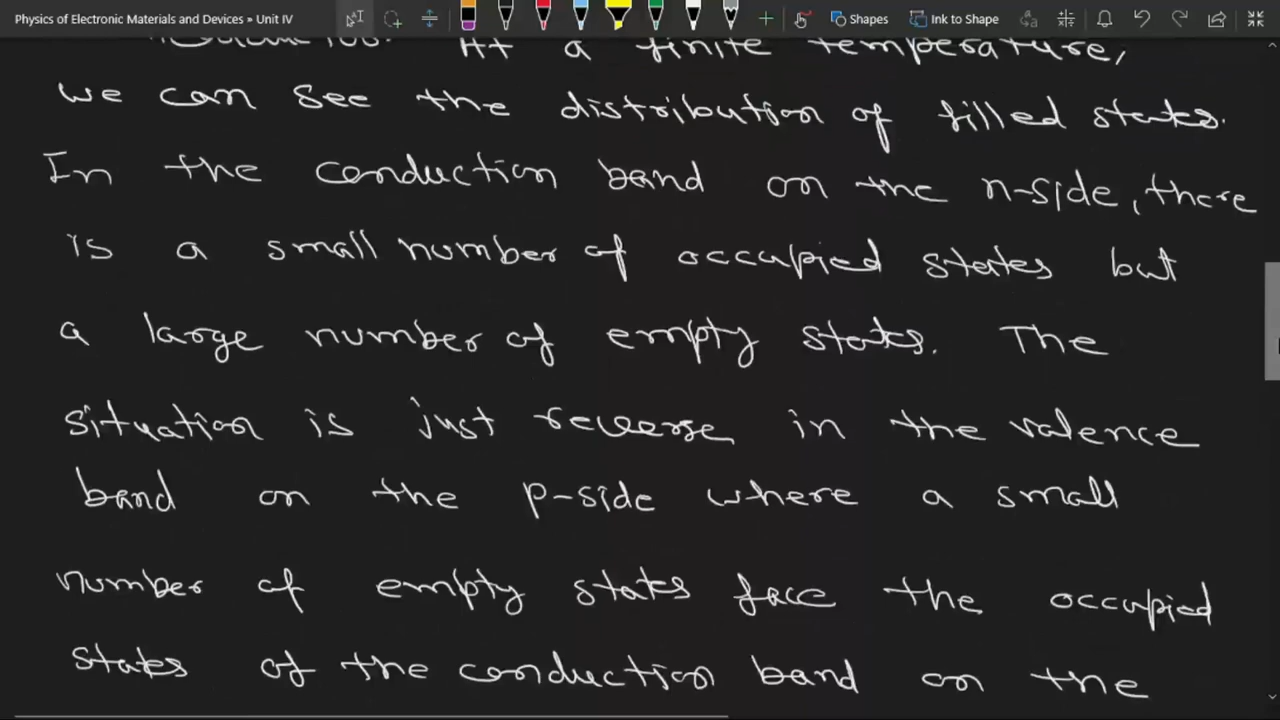 Physics of Electronic Materials and Devices » Unit IV
Shapes
Ink to Shape
At a finite temperature,
we can see the distribution of filled states.
In the conduction band on the n-side, there
is a small number of occupied states but
a large number of empty states. The
situation is just reverse in the valence
band on the p-side where a small
number of empty states face the occupied
states of the conduction band on the